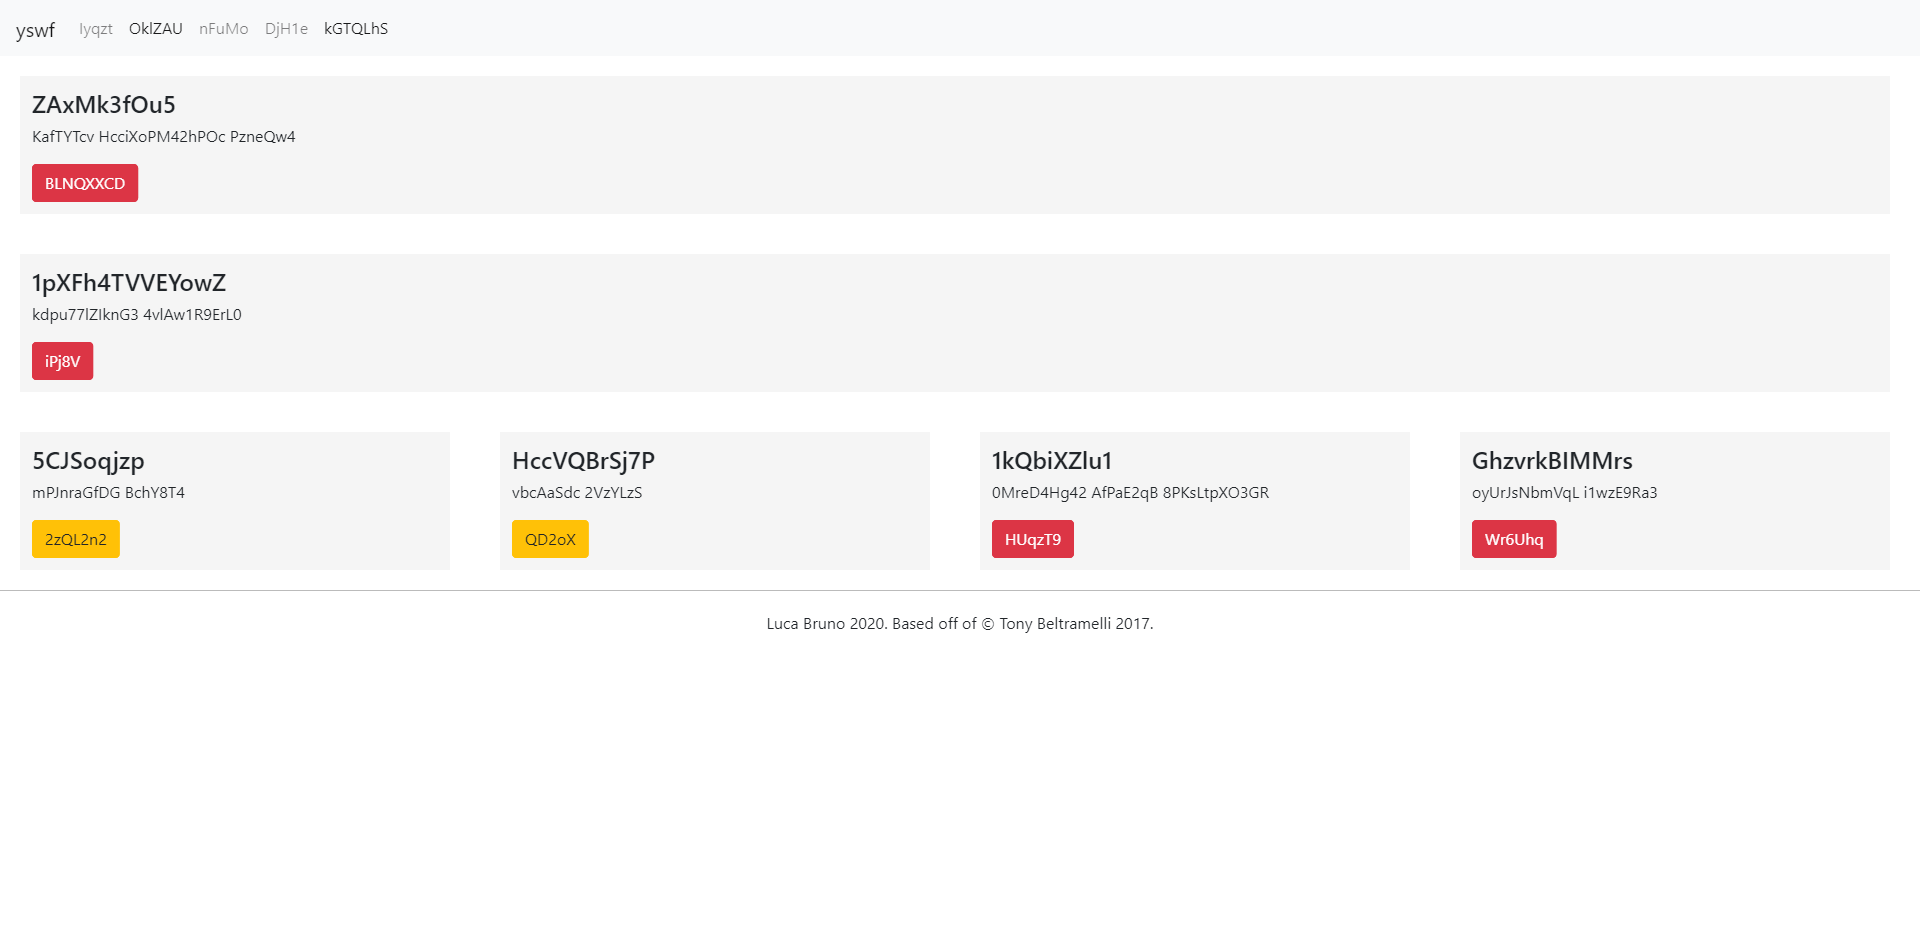 yswf Iyqzt OklZAU nFuMo DjH1e kGTQLhS
ZAxMk3fOu5
KafTYTcv HcciXoPM42hPOc PzneQw4
BLNQXXCD
1pXFh4TVVEYowZ
kdpu77lZIknG3 4vlAw1R9ErL0
iPj8V
5CJSoqjzp
mPJnraGfDG BchY8T4
2zQL2n2
HccVQBrSj7P
vbcAaSdc 2VzYLzS
QD2oX
1kQbiXZlu1
0MreD4Hg42 AfPaE2qB 8PKsLtpXO3GR
HUqzT9
GhzvrkBIMMrs
oyUrJsNbmVqL i1wzE9Ra3
Wr6Uhq
Luca Bruno 2020. Based off of © Tony Beltramelli 2017.